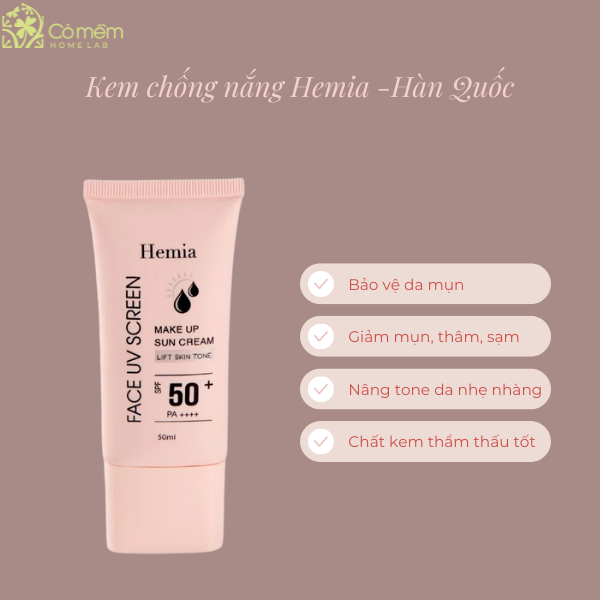 Cỏ mềm
HOME LAB
Kem chống nắng Hemia -Hàn Quốc
Hemia
FACE UV SCREEN
MAKE UP
SUN CREAM
LIFT SKIN TONE
SPF 50+
PA ++++
50ml
Bảo vệ da mụn
Giảm mụn, thâm, sạm
Nâng tone da nhẹ nhàng
Chất kem thẩm thấu tốt